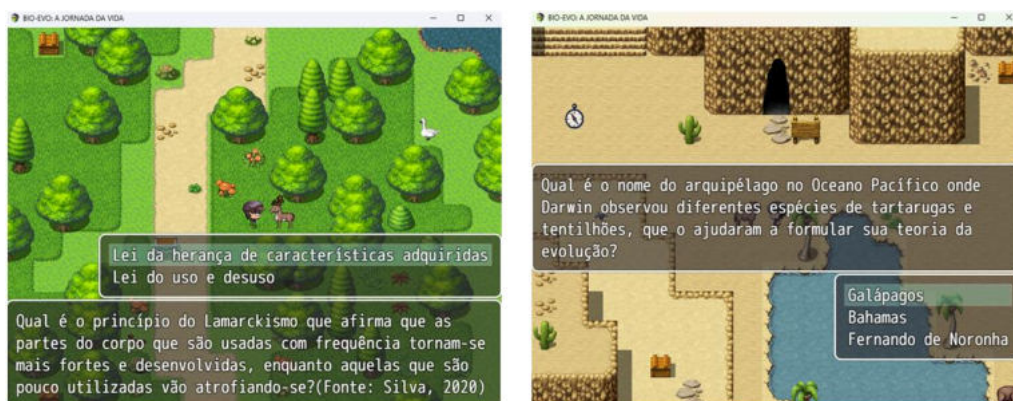 BIO-EVO: A JORNADA DA VIDA
Lei da herança de características adquiridas
Lei do uso e desuso
Qual é o princípio do Lamarckismo que afirma que as
partes do corpo que são usadas com frequência tornam-se
mais fortes e desenvolvidas, enquanto aquelas que são
pouco utilizadas vão atrofiando-se?(Fonte: Silva, 2020)
BIO-EVO: A JORNADA DA VIDA
Qual é o nome do arquipélago no Oceano Pacífico onde
Darwin observou diferentes espécies de tartarugas e
tentilhões, que o ajudaram a formular sua teoria da
evolução?
Galápagos
Bahamas
Fernando de Noronha